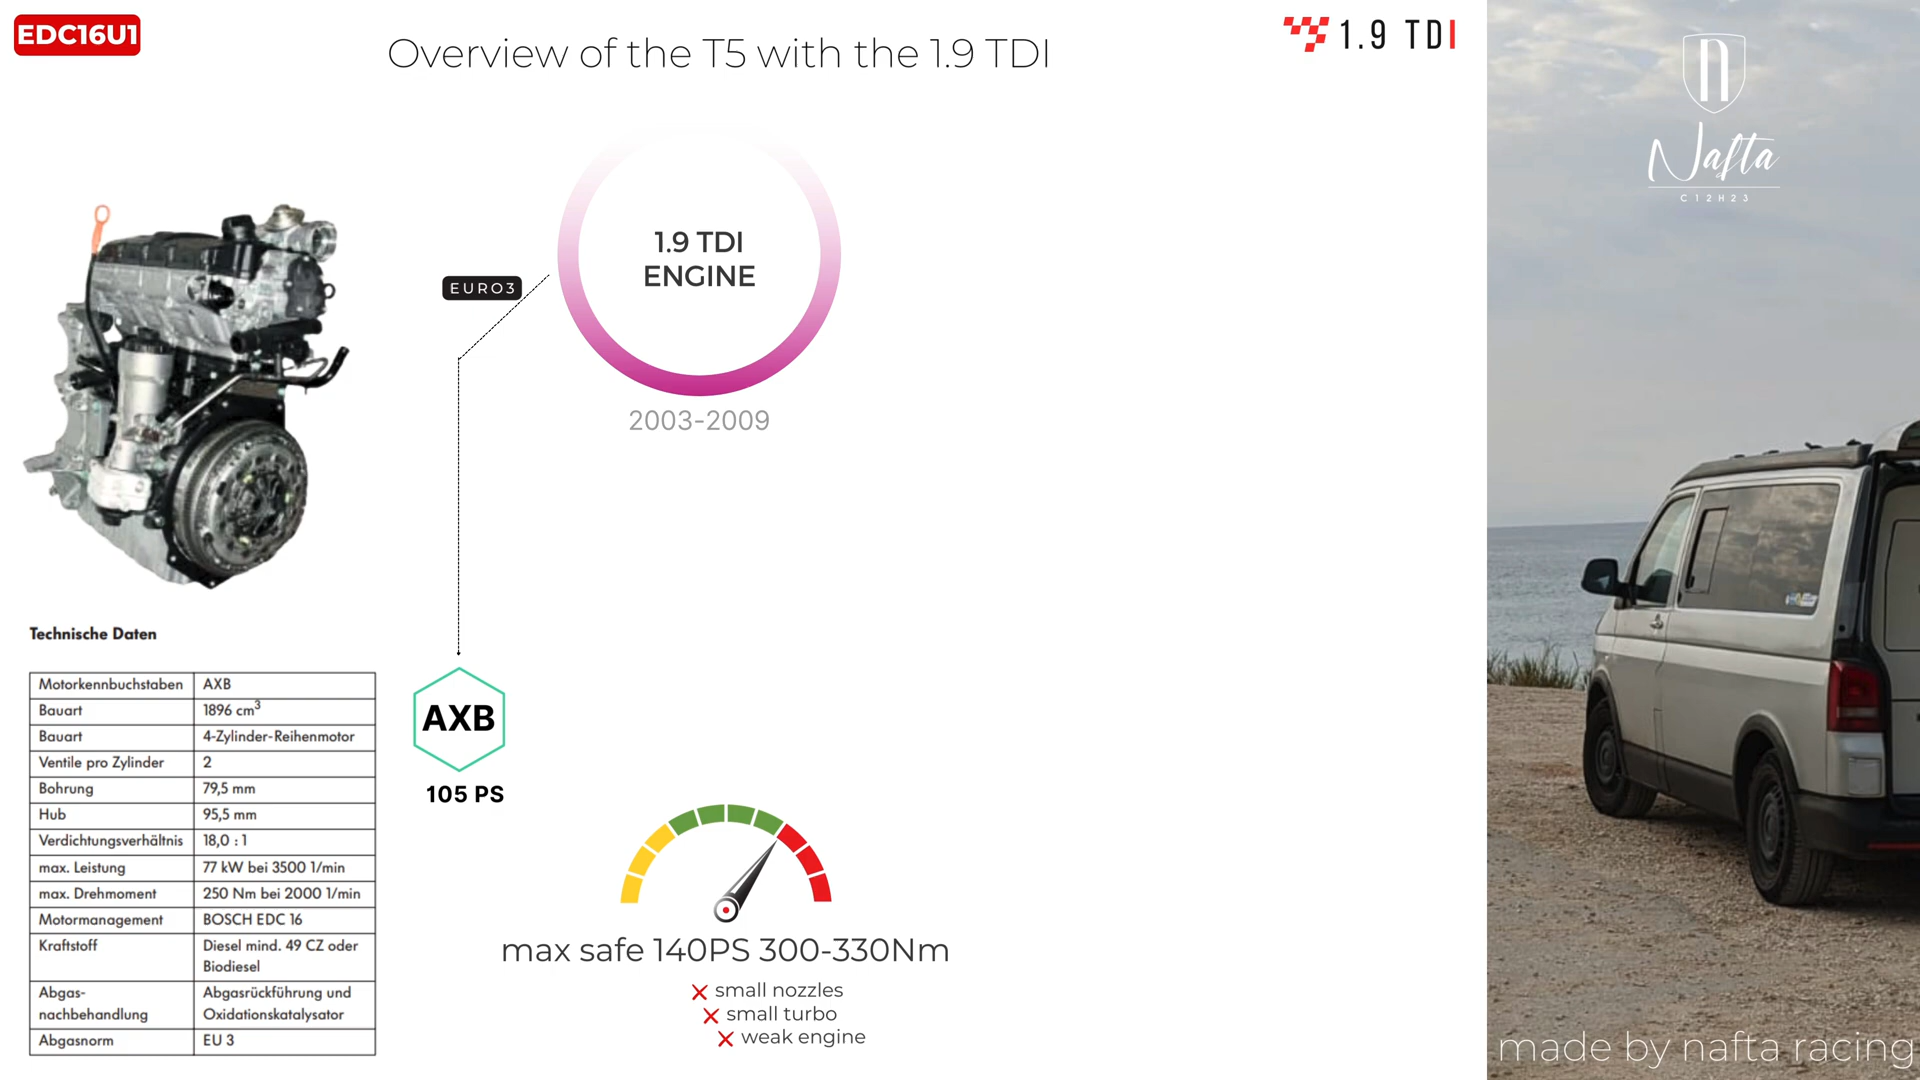 EDC16U1
Overview of the T5 with the 1.9 TDI
1.9 TDI
Nafta
C12H23
1.9 TDI
ENGINE
EURO3
2003-2009
Technische Daten
Motorkennbuchstaben AXB
Bauart 1896 cm³
Bauart 4-Zylinder-Reihenmotor
Ventile pro Zylinder 2
Bohrung 79,5 mm
Hub 95,5 mm
Verdichtungsverhältnis 18,0 : 1
max. Leistung 77 kW bei 3500 1/min
max. Drehmoment 250 Nm bei 2000 1/min
Motormanagement BOSCH EDC 16
Kraftstoff Diesel mind. 49 CZ oder
Biodiesel
Abgas- Abgasrückführung und
nachbehandlung Oxidationskatalysator
Abgasnorm EU 3
AXB
105 PS
max safe 140PS 300-330Nm
small nozzles
small turbo
weak engine
made by nafta racing